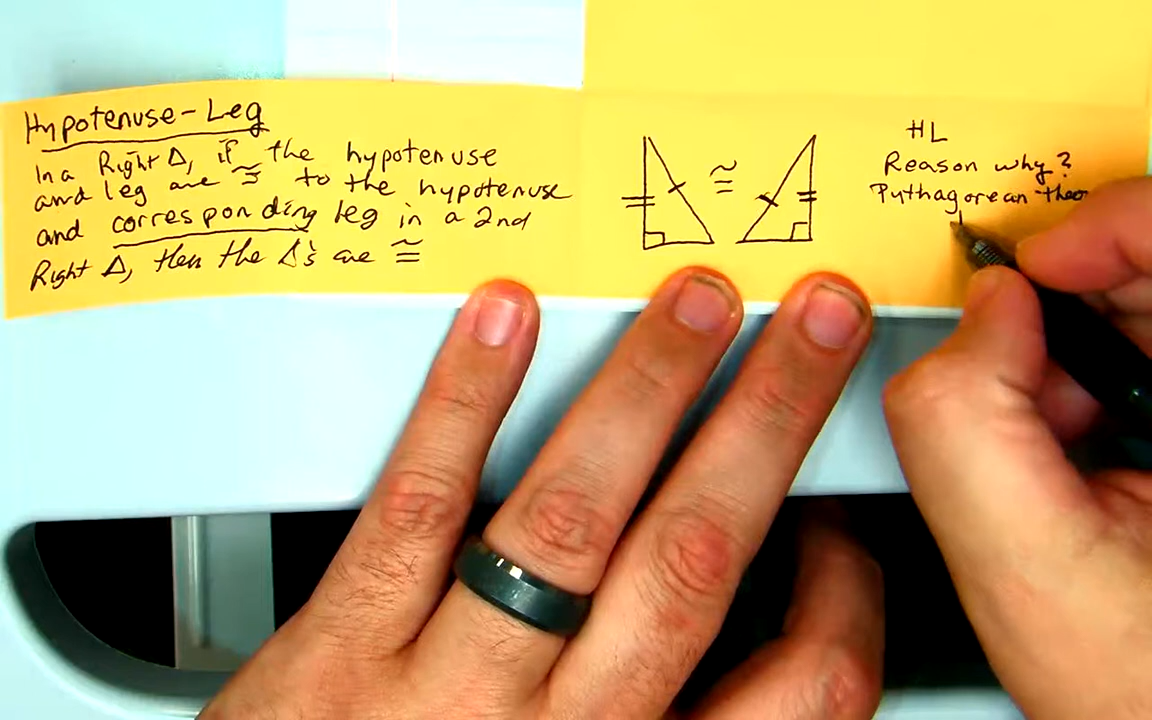 Hypotenuse-Leg
In a Right Δ, if the hypotenuse
and leg are ≅ to the hypotenuse
and corresponding leg in a 2nd
Right Δ, then the Δ's are ≅
≅
HL
Reason why?
Pythagorean theo